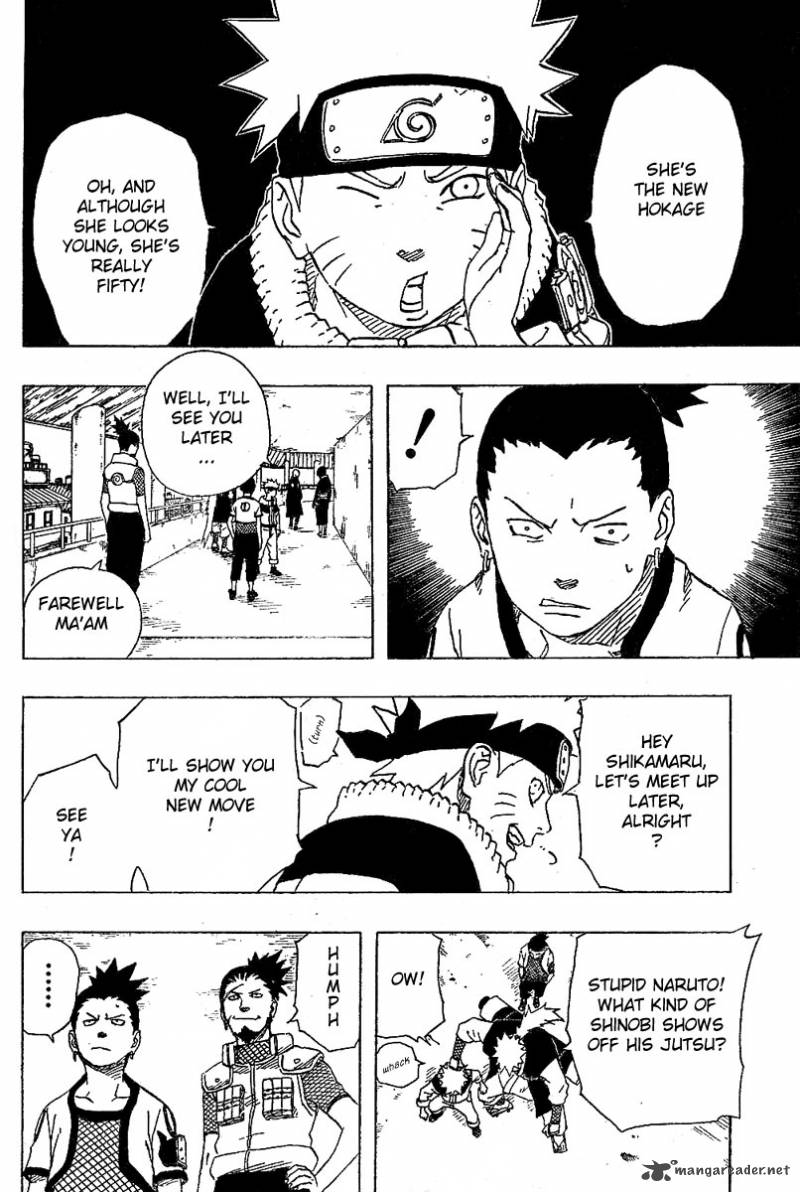 SHE'S
THE NEW
HOKAGE
OH, AND
ALTHOUGH
SHE LOOKS
YOUNG, SHE'S
REALLY
FIFTY!
!
WELL, I'LL
SEE YOU
LATER
...
FAREWELL
MA'AM
HEY
SHIKAMARU,
LET'S MEET UP
LATER,
ALRIGHT
?
(turn)
I'LL SHOW YOU
MY COOL
NEW MOVE
!
SEE
YA
!
STUPID NARUTO!
WHAT KIND OF
SHINOBI SHOWS
OFF HIS JUTSU?
OW!
whack
HUMPH
......
mangareader.net